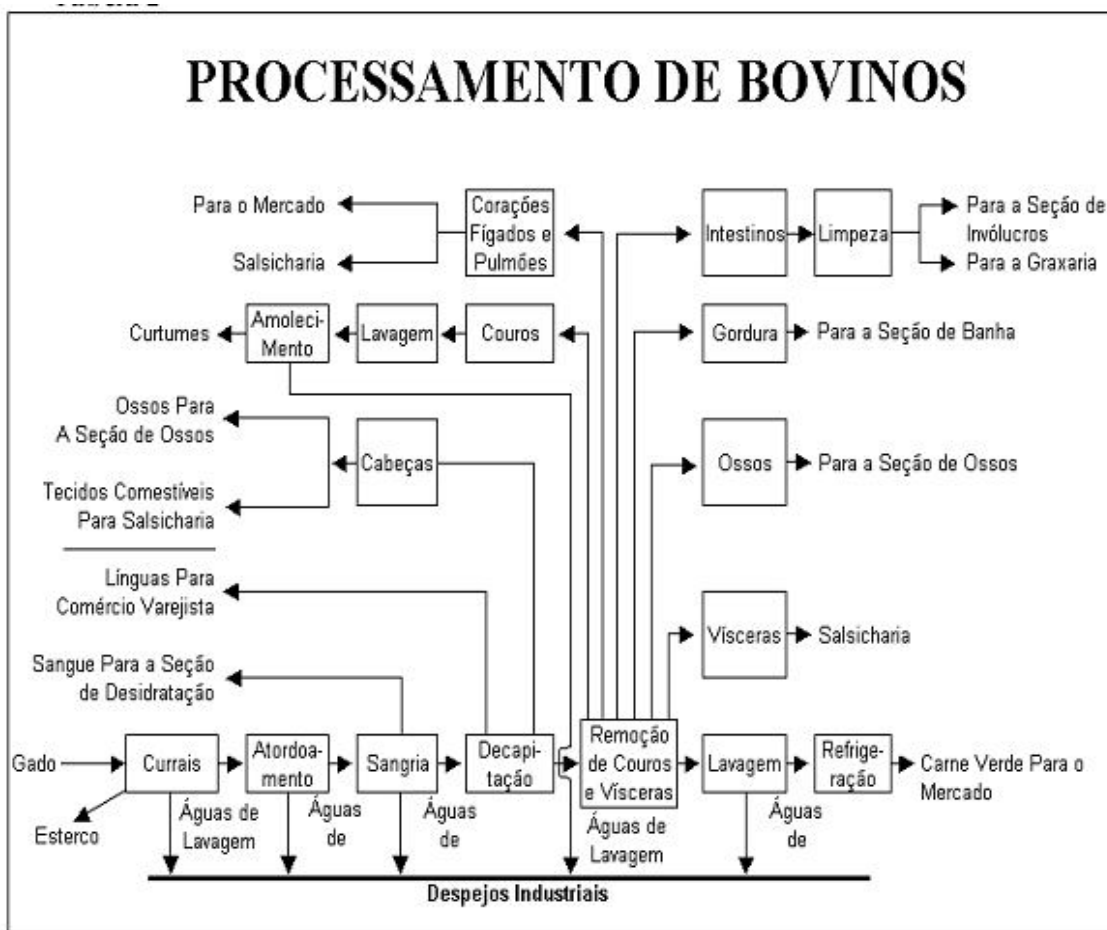 PROCESSAMENTO DE BOVINOS
Para o Mercado
Salsicharia
Corações
Fígados e
Pulmões
Intestinos
Limpeza
Para a Seção de
Invólucros
Para a Graxaria
Curtumes
Amoleci-
Mento
Lavagem
Couros
Gordura
Para a Seção de Banha
Ossos Para
A Seção de Ossos
Cabeças
Tecidos Comestíveis
Para Salsicharia
Ossos
Para a Seção de Ossos
Línguas Para
Comércio Varejista
Vísceras
Salsicharia
Sangue Para a Seção
de Desidratação
Gado
Currais
Atordoa-
mento
Sangria
Decapi-
tação
Remoção
de Couros
e Vísceras
Lavagem
Refrige-
ração
Carne Verde Para o
Mercado
Esterco
Águas de
Lavagem
Águas
de
Águas
de
Águas de
Lavagem
Águas
de
Despejos Industriais